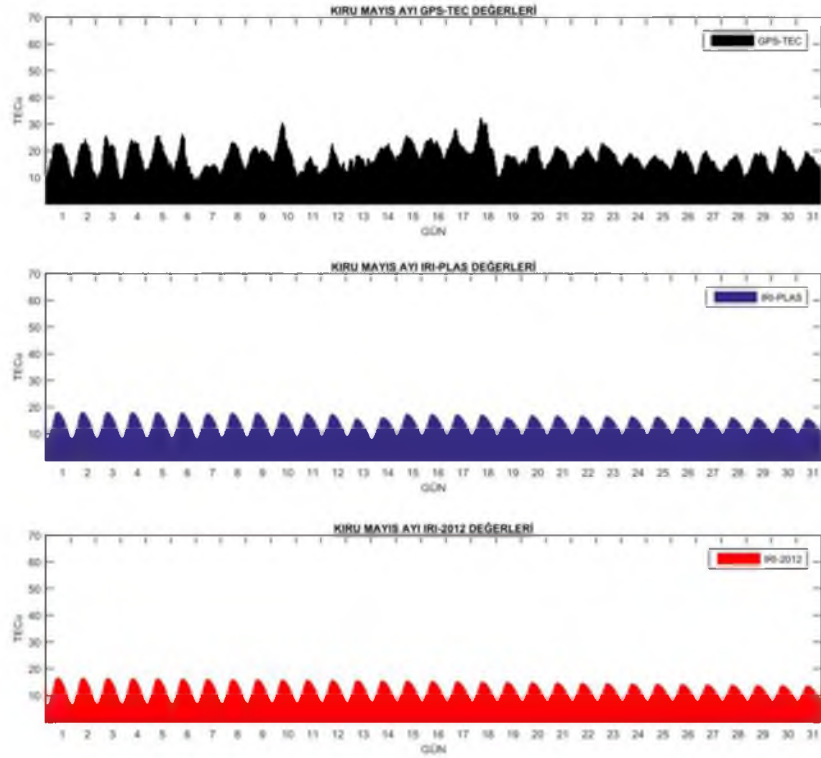 KIRU MAYIS AYI GPS-TEC DEĞERLERİ
70
60
50
40
30
20
10
TECu
GPS-TEC
1 2 3 4 5 6 7 8 9 10 11 12 13 14 15 16 17 18 19 20 21 22 23 24 25 26 27 28 29 30 31
GÜN
KIRU MAYIS AYI IRI-PLAS DEĞERLERİ
70
60
50
40
30
20
10
TECu
IRI-PLAS
1 2 3 4 5 6 7 8 9 10 11 12 13 14 15 16 17 18 19 20 21 22 23 24 25 26 27 28 29 30 31
GÜN
KIRU MAYIS AYI IRI-2012 DEĞERLERİ
70
60
50
40
30
20
10
TECu
IRI-2012
1 2 3 4 5 6 7 8 9 10 11 12 13 14 15 16 17 18 19 20 21 22 23 24 25 26 27 28 29 30 31
GÜN